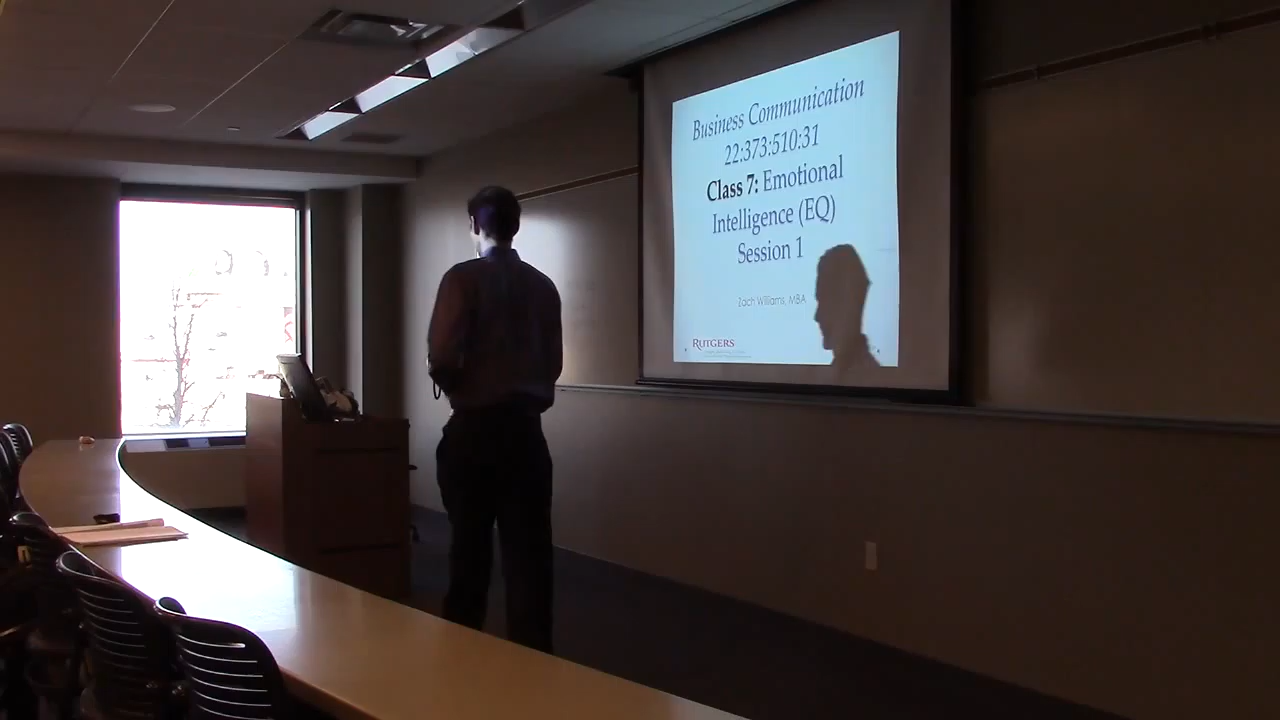 Business Communication
22:373:510:31
Class 7: Emotional
Intelligence (EQ)
Session 1
Zach Williams, MBA
RUTGERS